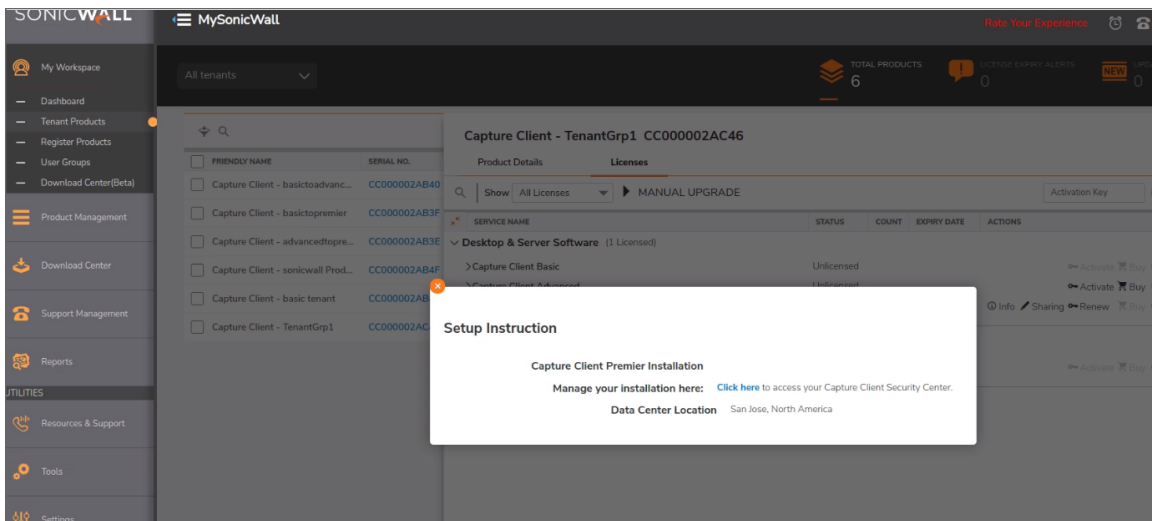 SONICWALL
MySonicWall
Rate Your Experience
My Workspace
Dashboard
Tenant Products
Register Products
User Groups
Download Center(Beta)
Product Management
Download Center
Support Management
Reports
UTILITIES
Resources & Support
Tools
Settings
All tenants
TOTAL PRODUCTS
6
LICENSE EXPIRY ALERTS
0
NEW
0
FRIENDLY NAME SERIAL NO.
Capture Client - basictoadvanc... CC000002AB40
Capture Client - basictopremier CC000002AB3F
Capture Client - advancedtopre... CC000002AB3E
Capture Client - sonicwall Prod... CC000002AB4F
Capture Client - basic tenant CC000002AB
Capture Client - TenantGrp1 CC000002AC
Capture Client - TenantGrp1 CC000002AC46
Product Details Licenses
Show All Licenses MANUAL UPGRADE Activation Key
SERVICE NAME STATUS COUNT EXPIRY DATE ACTIONS
Desktop & Server Software (1 Licensed)
Capture Client Basic Unlicensed Activate Buy
Capture Client Advanced Unlicensed Activate Buy
Info Sharing Renew Buy
Activate Buy
Setup Instruction
Capture Client Premier Installation
Manage your installation here: Click here to access your Capture Client Security Center.
Data Center Location San Jose, North America